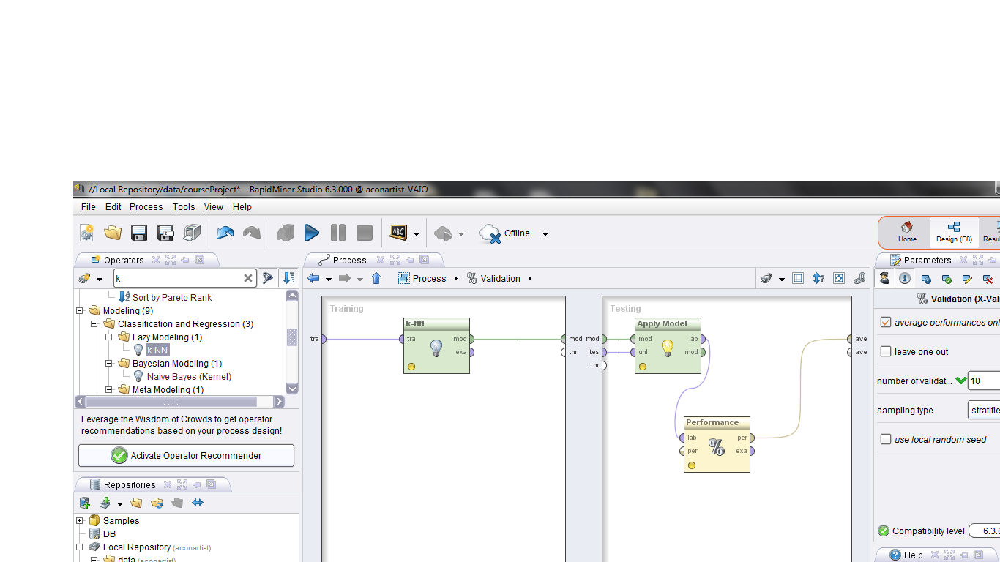 //Local Repository/data/courseProject* – RapidMiner Studio 6.3.000 @ aconartist-VAIO
File Edit Process Tools View Help
ABC
Offline
Home
Design (F8)
Resu
Operators
k
Sort by Pareto Rank
Modeling (9)
Classification and Regression (3)
Lazy Modeling (1)
k-NN
Bayesian Modeling (1)
Naive Bayes (Kernel)
Meta Modeling (1)
Leverage the Wisdom of Crowds to get operator
recommendations based on your process design!
Activate Operator Recommender
Repositories
Samples
DB
Local Repository (aconartist)
data (aconartist)
Process
Process Validation
Training
tra
k-NN
tra mod
exa
mod mod
thr tes
thr
Testing
Apply Model
mod lab
unl mod
Performance
lab per
per exa
ave
ave
Parameters
Validation (X-Vali
average performances onl
leave one out
number of validat... 10
sampling type stratifie
use local random seed
Compatibility level 6.3.0
Help